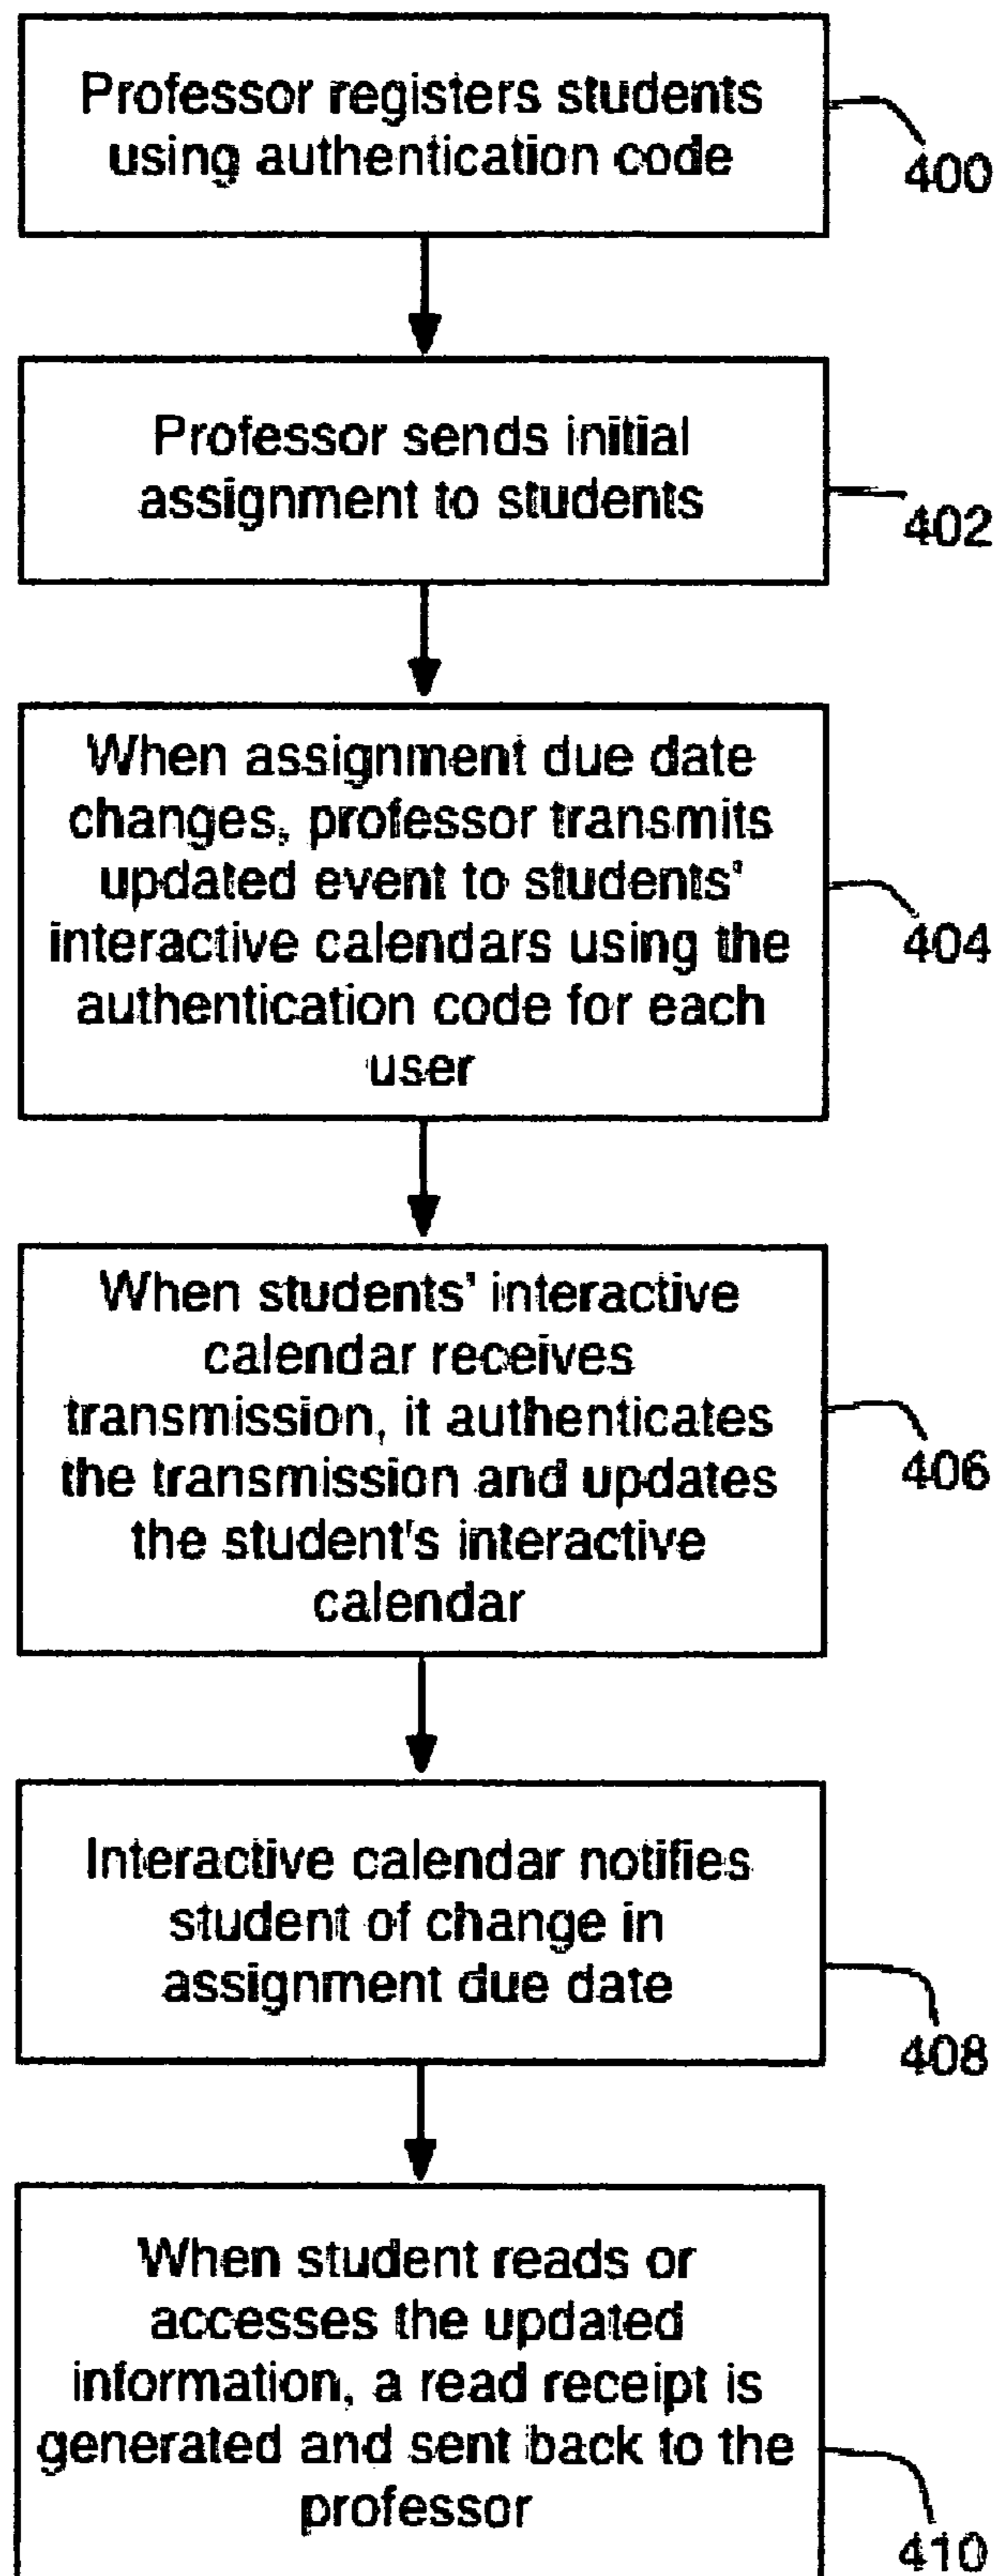 Professor registers students
using authentication code
400
Professor sends initial
assignment to students
402
When assignment due date
changes, professor transmits
updated event to students'
interactive calendars using the
authentication code for each
user
404
When students' interactive
calendar receives
transmission, it authenticates
the transmission and updates
the student's interactive
calendar
406
Interactive calendar notifies
student of change in
assignment due date
408
When student reads or
accesses the updated
information, a read receipt is
generated and sent back to the
professor
410